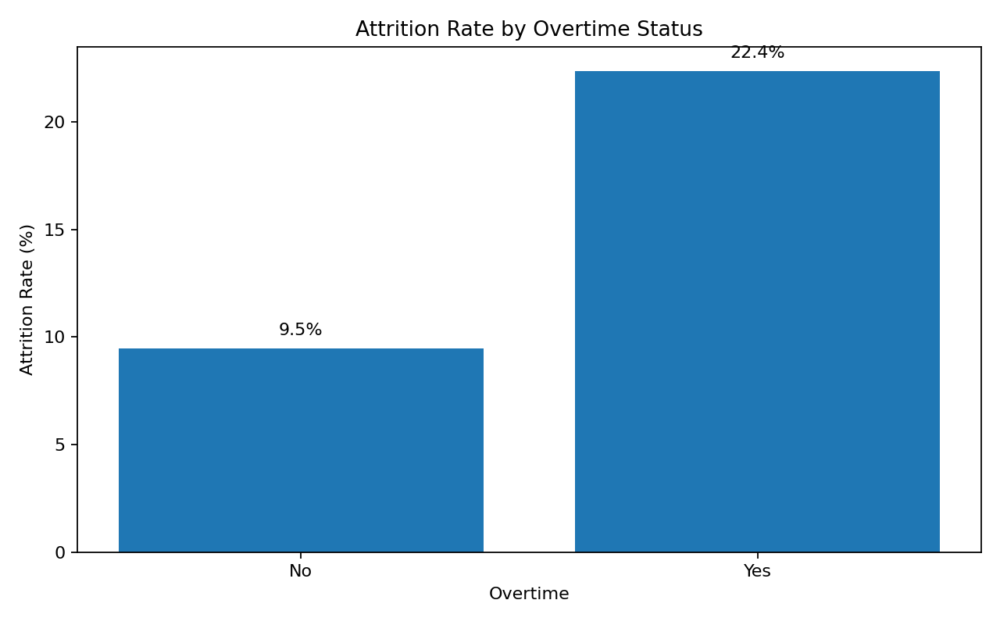 Attrition Rate by Overtime Status
22.4%
20
15
Attrition Rate (%)
9.5%
10
5
0
No
Yes
Overtime